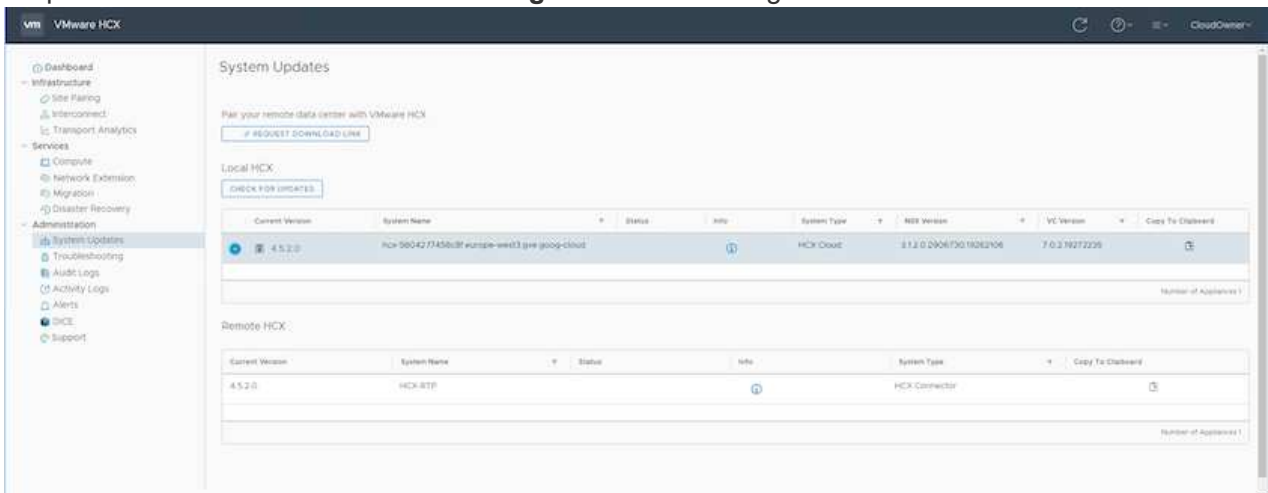 vm VMware HCX CloudOwner
Dashboard
Infrastructure
Site Pairing
Interconnect
Transport Analytics
Services
Compute
Network Extension
Migration
Disaster Recovery
Administration
System Updates
Troubleshooting
Audit Logs
Activity Logs
Alerts
DICE
Support
System Updates
Pair your remote data center with VMware HCX
REQUEST DOWNLOAD LINK
Local HCX
CHECK FOR UPDATES
Current Version System Name Status Info System Type NSX Version VC Version Copy To Clipboard
4.5.2.0 HCX Cloud
Number of Appliances 1
Remote HCX
Current Version System Name Status Info System Type Copy To Clipboard
4.5.2.0 HCX-RTP HCX Connector
Number of Appliances 1